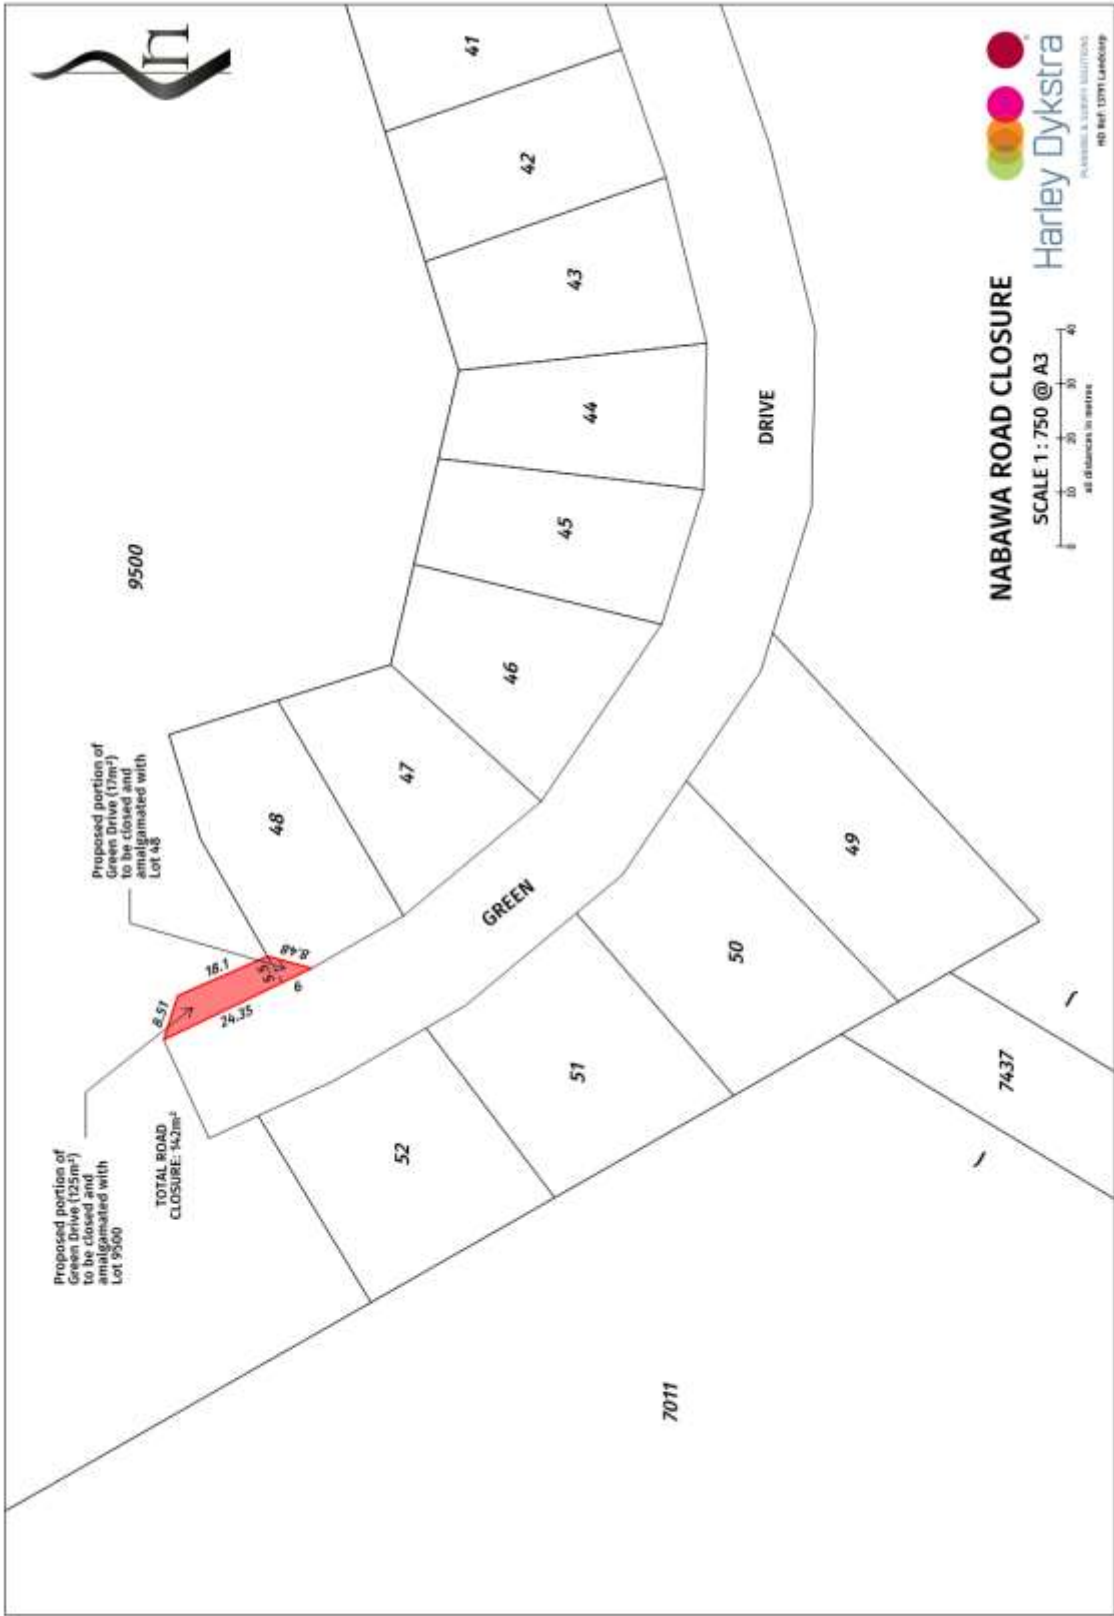 Proposed portion of
Green Drive (125m²)
to be closed and
amalgamated with
Lot 9500
TOTAL ROAD
CLOSURE: 142m²
Proposed portion of
Green Drive (17m²)
to be closed and
amalgamated with
Lot 48
9500
n
8.51
18.1
24.35
8.48
6
41
42
43
44
45
46
47
48
49
50
51
52
GREEN
DRIVE
7437
7011
NABAWA ROAD CLOSURE
SCALE 1 : 750 @ A3
0 10 20 30 40
all distances in metres
Harley Dykstra
PLANNING & SURVEY SOLUTIONS
HD Ref: 13791 Landcorp